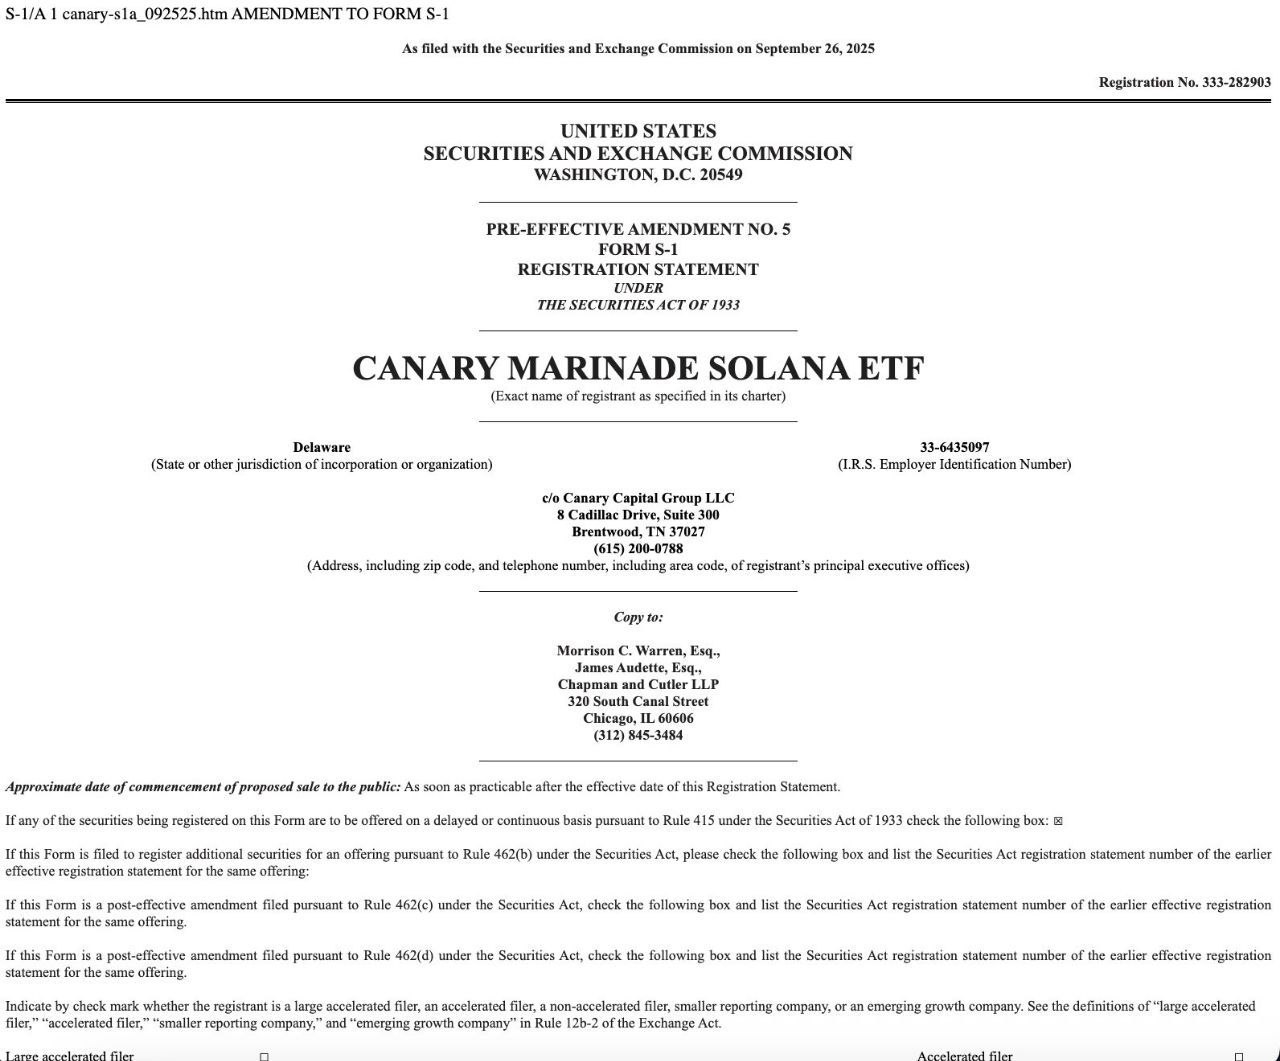 S-1/A 1 canary-s1a_092525.htm AMENDMENT TO FORM S-1
As filed with the Securities and Exchange Commission on September 26, 2025
Registration No. 333-282903
UNITED STATES
SECURITIES AND EXCHANGE COMMISSION
WASHINGTON, D.C. 20549
PRE-EFFECTIVE AMENDMENT NO. 5
FORM S-1
REGISTRATION STATEMENT
UNDER
THE SECURITIES ACT OF 1933
CANARY MARINADE SOLANA ETF
(Exact name of registrant as specified in its charter)
Delaware
(State or other jurisdiction of incorporation or organization)
33-6435097
(I.R.S. Employer Identification Number)
c/o Canary Capital Group LLC
8 Cadillac Drive, Suite 300
Brentwood, TN 37027
(615) 200-0788
(Address, including zip code, and telephone number, including area code, of registrant’s principal executive offices)
Copy to:
Morrison C. Warren, Esq.,
James Audette, Esq.,
Chapman and Cutler LLP
320 South Canal Street
Chicago, IL 60606
(312) 845-3484
Approximate date of commencement of proposed sale to the public: As soon as practicable after the effective date of this Registration Statement.
If any of the securities being registered on this Form are to be offered on a delayed or continuous basis pursuant to Rule 415 under the Securities Act of 1933 check the following box: ☒
If this Form is filed to register additional securities for an offering pursuant to Rule 462(b) under the Securities Act, please check the following box and list the Securities Act registration statement number of the earlier
effective registration statement for the same offering:
If this Form is a post-effective amendment filed pursuant to Rule 462(c) under the Securities Act, check the following box and list the Securities Act registration statement number of the earlier effective registration
statement for the same offering.
If this Form is a post-effective amendment filed pursuant to Rule 462(d) under the Securities Act, check the following box and list the Securities Act registration statement number of the earlier effective registration
statement for the same offering.
Indicate by check mark whether the registrant is a large accelerated filer, an accelerated filer, a non-accelerated filer, smaller reporting company, or an emerging growth company. See the definitions of “large accelerated
filer,” “accelerated filer,” “smaller reporting company,” and “emerging growth company” in Rule 12b-2 of the Exchange Act.
Large accelerated filer ☐ Accelerated filer ☐